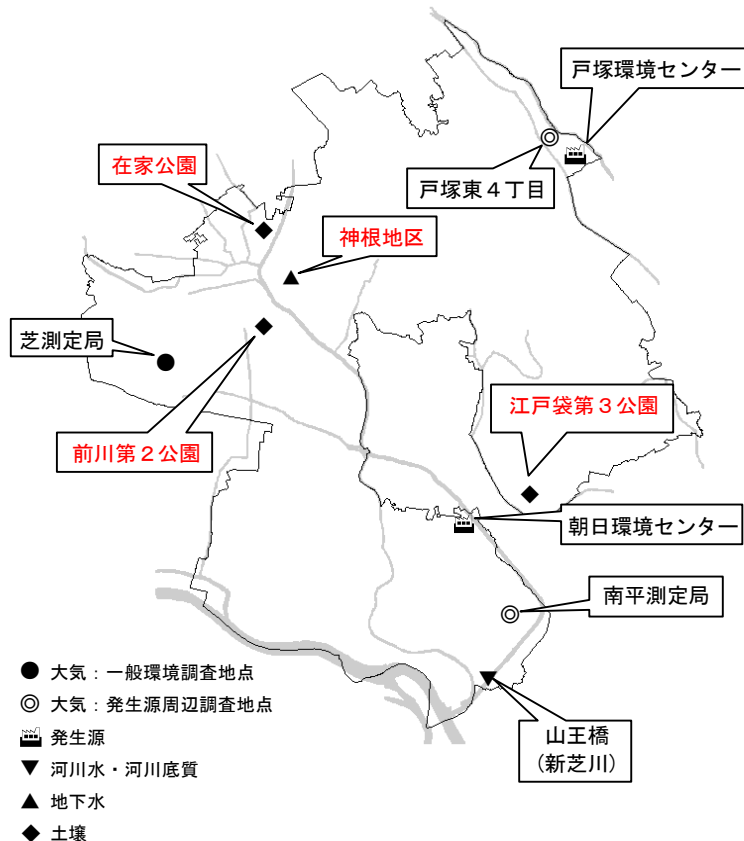 戸塚環境センター
在家公園
戸塚東４丁目
神根地区
芝測定局
江戸袋第３公園
前川第２公園
朝日環境センター
南平測定局
山王橋
(新芝川)
大気：一般環境調査地点
大気：発生源周辺調査地点
発生源
河川水・河川底質
地下水
土壌